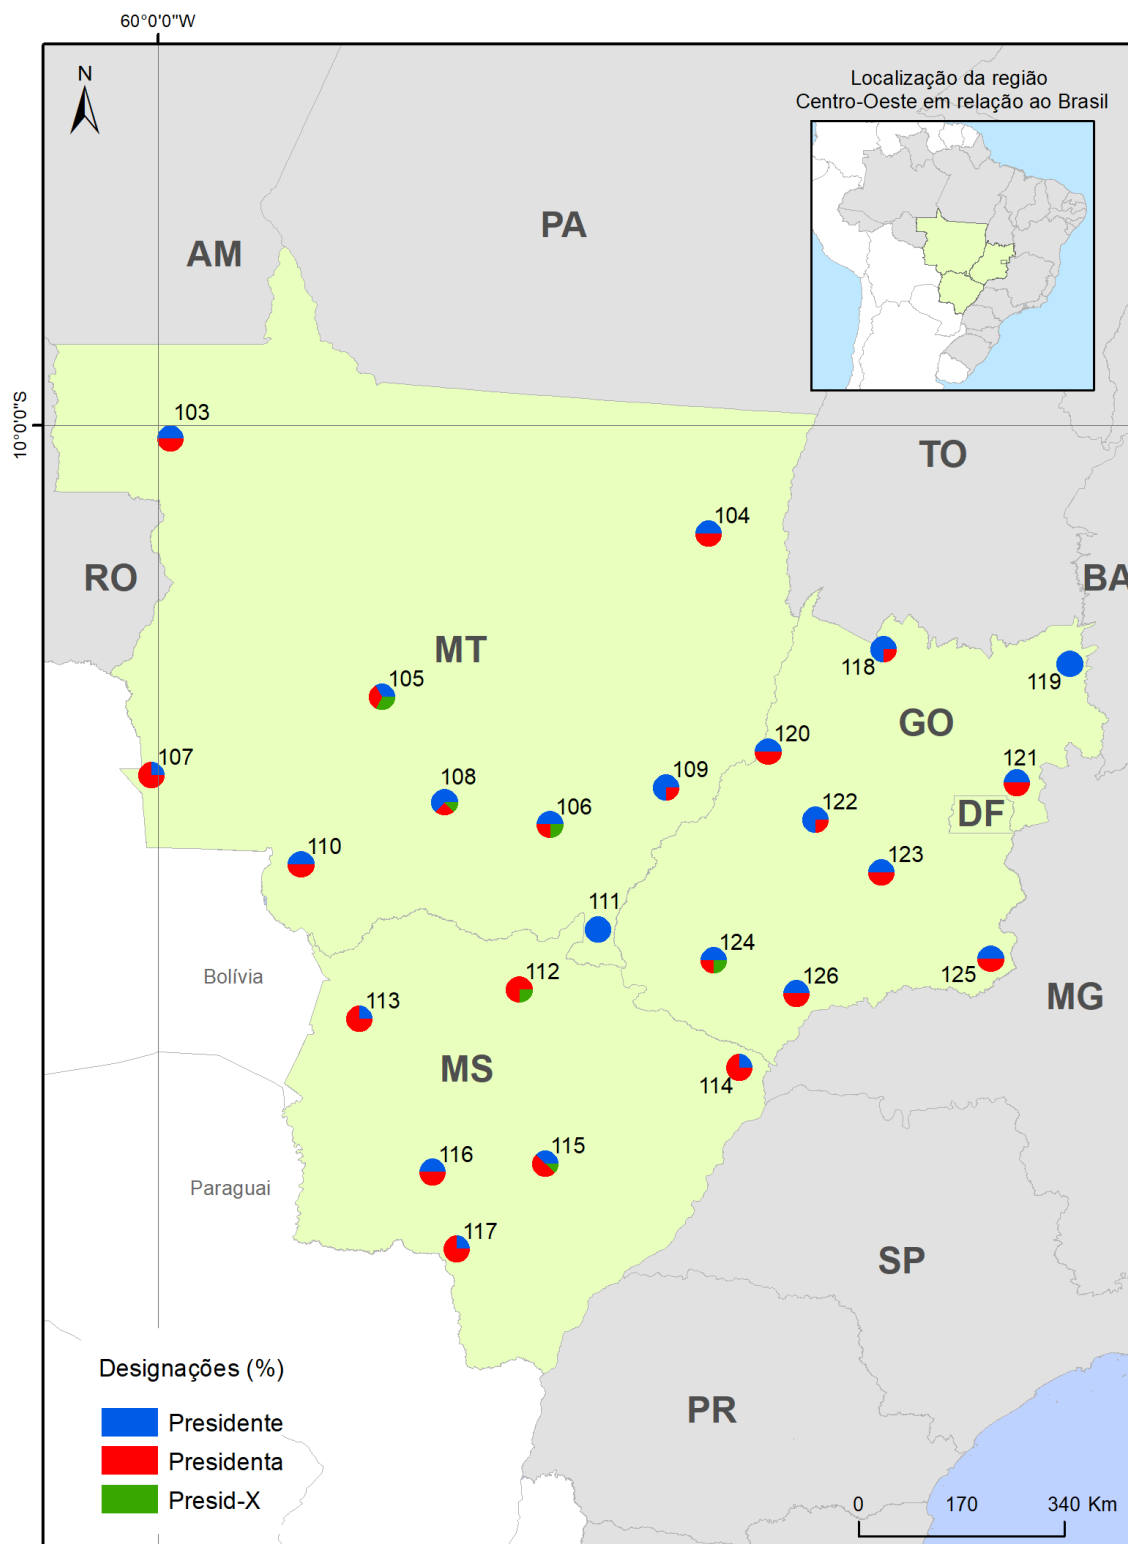 60°0'0"W
N
Localização da região
Centro-Oeste em relação ao Brasil
PA
AM
103
10°0'0"S
TO
104
RO
BA
MT
118
119
105
GO
120
107
109
121
108
106
122
DF
110
123
111
124
Bolívia
112
125
126
MG
113
MS
114
115
116
Paraguai
117
SP
Designações (%)
PR
Presidente
Presidenta
Presid-X
0 170 340 Km